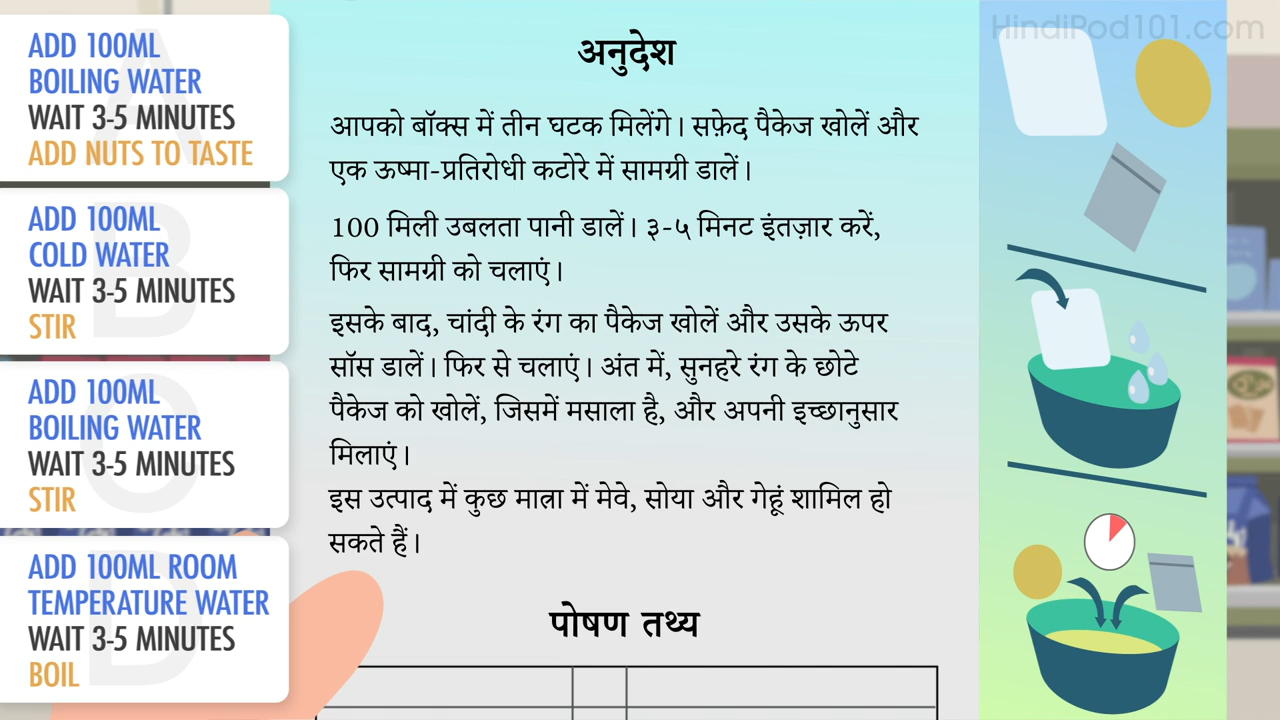 ADD 100ML
BOILING WATER
WAIT 3-5 MINUTES
ADD NUTS TO TASTE
A
ADD 100ML
COLD WATER
WAIT 3-5 MINUTES
STIR
B
ADD 100ML
BOILING WATER
WAIT 3-5 MINUTES
STIR
C
ADD 100ML ROOM
TEMPERATURE WATER
WAIT 3-5 MINUTES
BOIL
D
अनुदेश
आपको बॉक्स में तीन घटक मिलेंगे। सफ़ेद पैकेज खोलें और
एक ऊष्मा-प्रतिरोधी कटोरे में सामग्री डालें।
100 मिली उबलता पानी डालें। ३-५ मिनट इंतज़ार करें,
फिर सामग्री को चलाएं।
इसके बाद, चांदी के रंग का पैकेज खोलें और उसके ऊपर
सॉस डालें। फिर से चलाएं। अंत में, सुनहरे रंग के छोटे
पैकेज को खोलें, जिसमें मसाला है, और अपनी इच्छानुसार
मिलाएं।
इस उत्पाद में कुछ मात्रा में मेवे, सोया और गेहूं शामिल हो
सकते हैं।
पोषण तथ्य
HindiPod101.com